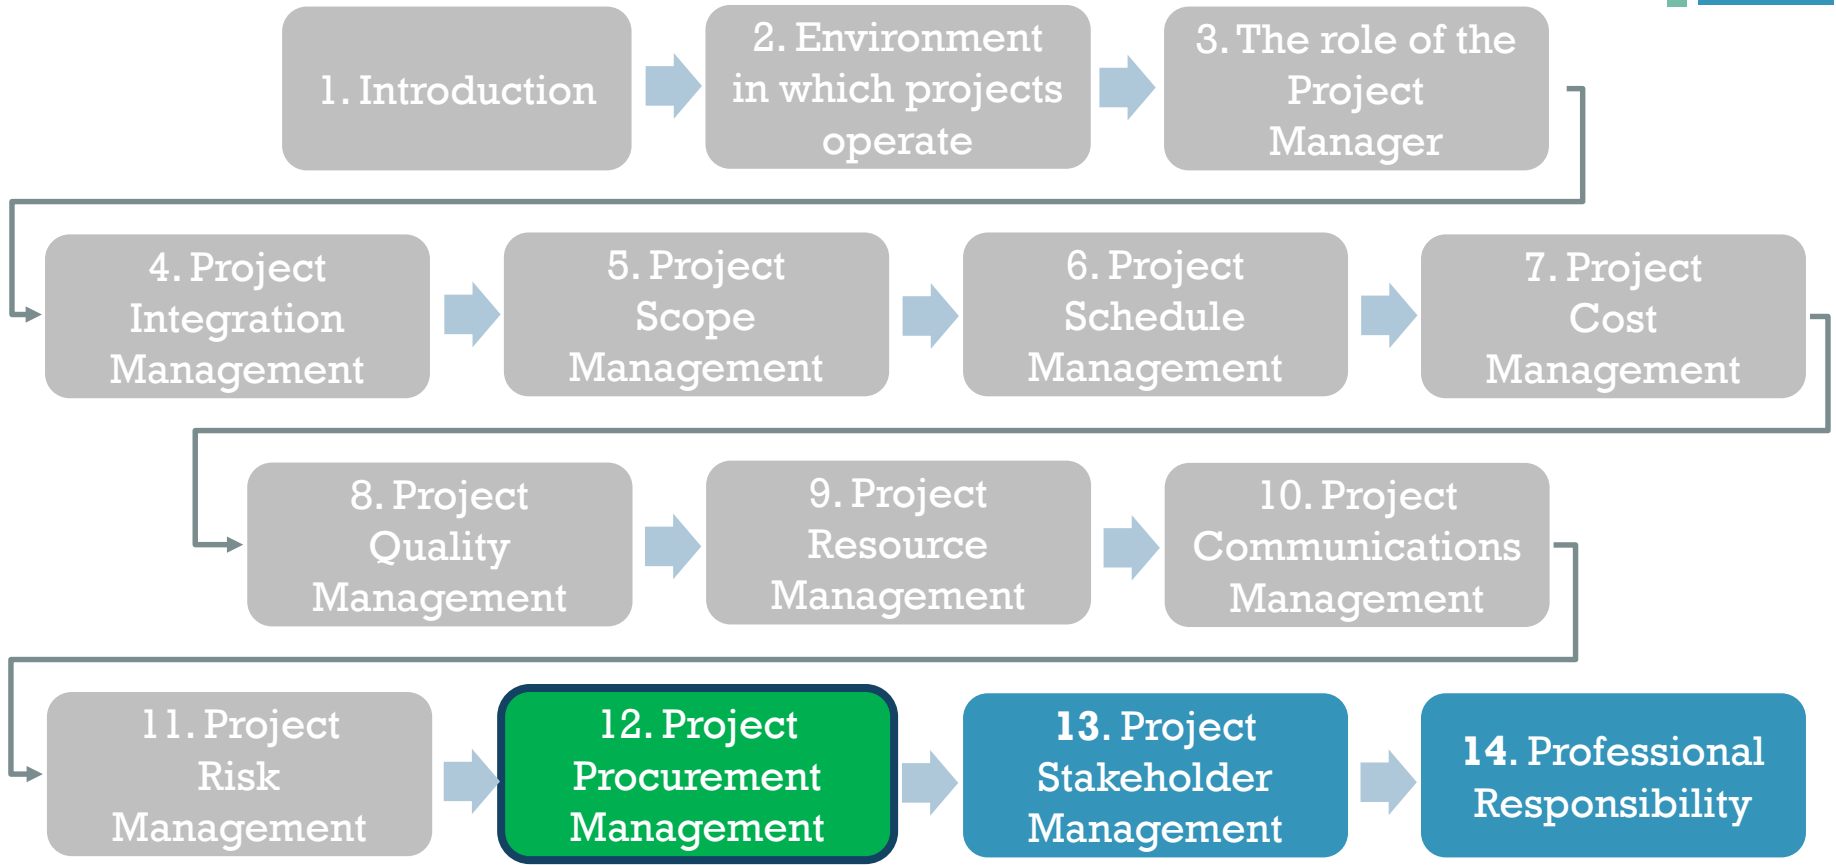 1. Introduction
2. Environment
in which projects
operate
3. The role of the
Project
Manager
4. Project
Integration
Management
5. Project
Scope
Management
6. Project
Schedule
Management
7. Project
Cost
Management
8. Project
Quality
Management
9. Project
Resource
Management
10. Project
Communications
Management
11. Project
Risk
Management
12. Project
Procurement
Management
13. Project
Stakeholder
Management
14. Professional
Responsibility